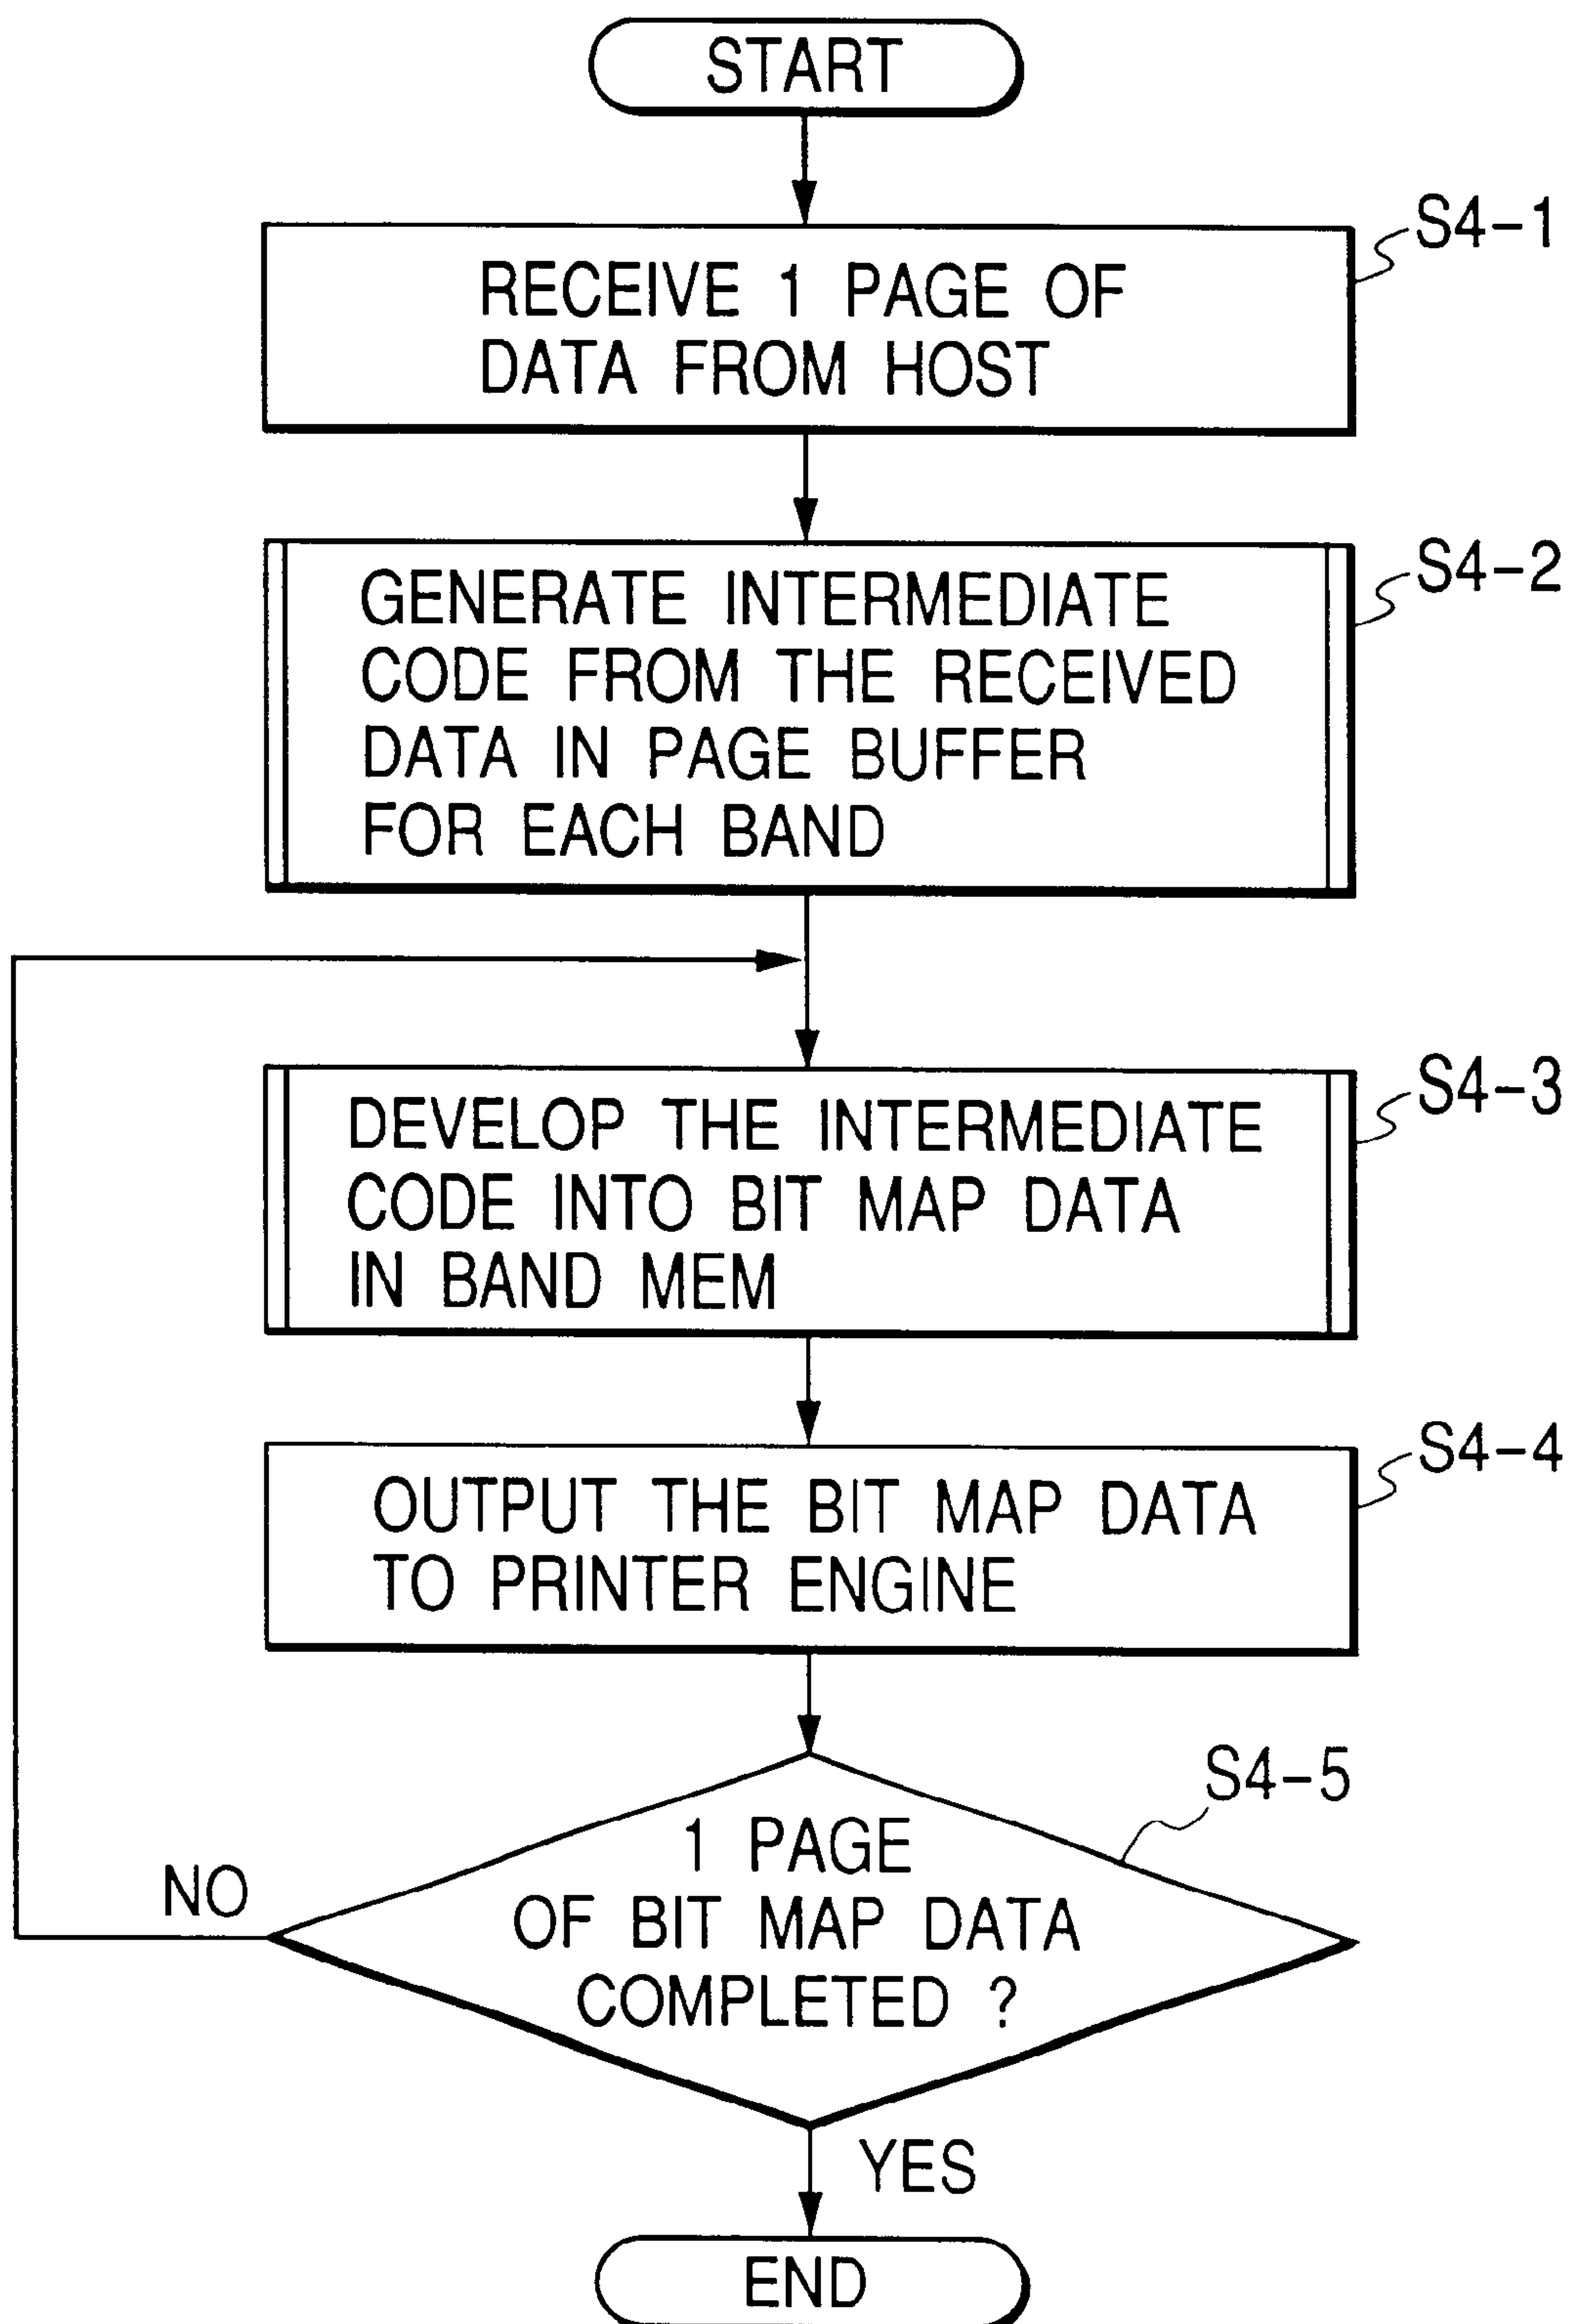 START
S4-1
RECEIVE 1 PAGE OF
DATA FROM HOST
S4-2
GENERATE INTERMEDIATE
CODE FROM THE RECEIVED
DATA IN PAGE BUFFER
FOR EACH BAND
S4-3
DEVELOP THE INTERMEDIATE
CODE INTO BIT MAP DATA
IN BAND MEM
S4-4
OUTPUT THE BIT MAP DATA
TO PRINTER ENGINE
S4-5
1 PAGE
OF BIT MAP DATA
COMPLETED ?
NO
YES
END